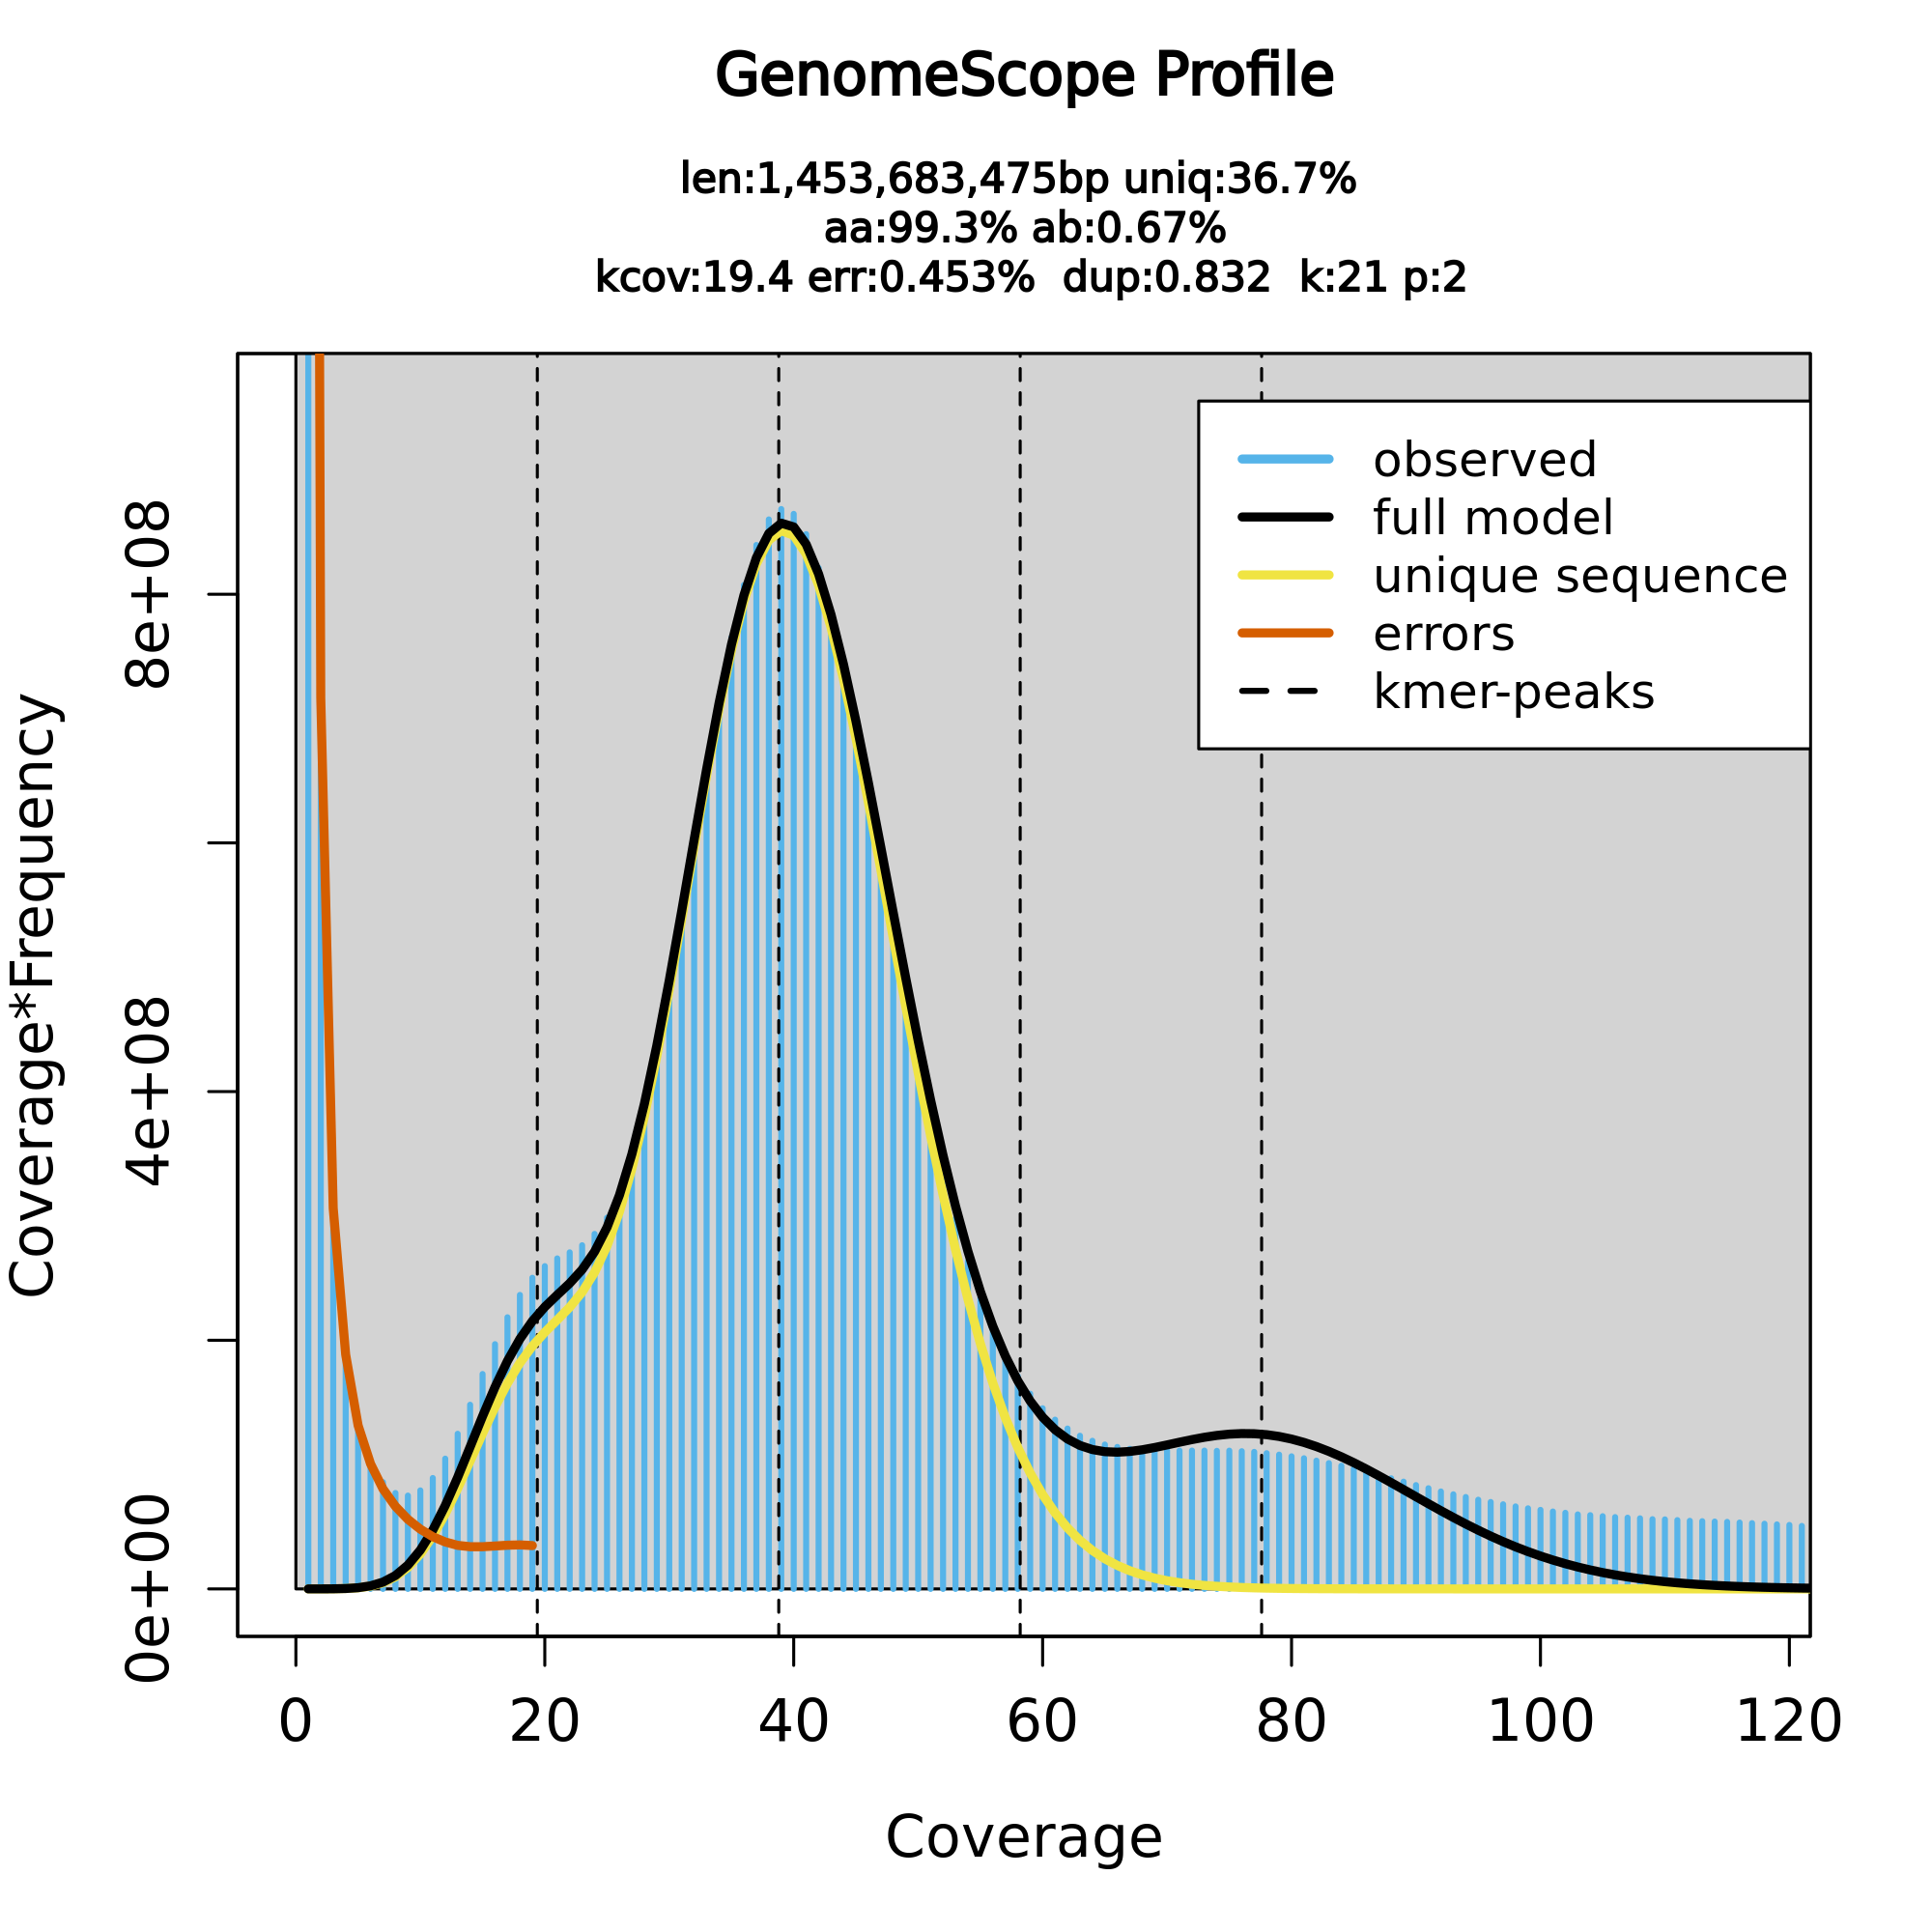 GenomeScope Profile
len:1,453,683,475bp uniq:36.7%
aa:99.3% ab:0.67%
kcov:19.4 err:0.453% dup:0.832 k:21 p:2
observed
full model
unique sequence
errors
kmer-peaks
Coverage*Frequency
8e+08
4e+08
0e+00
0 20 40 60 80 100 120
Coverage